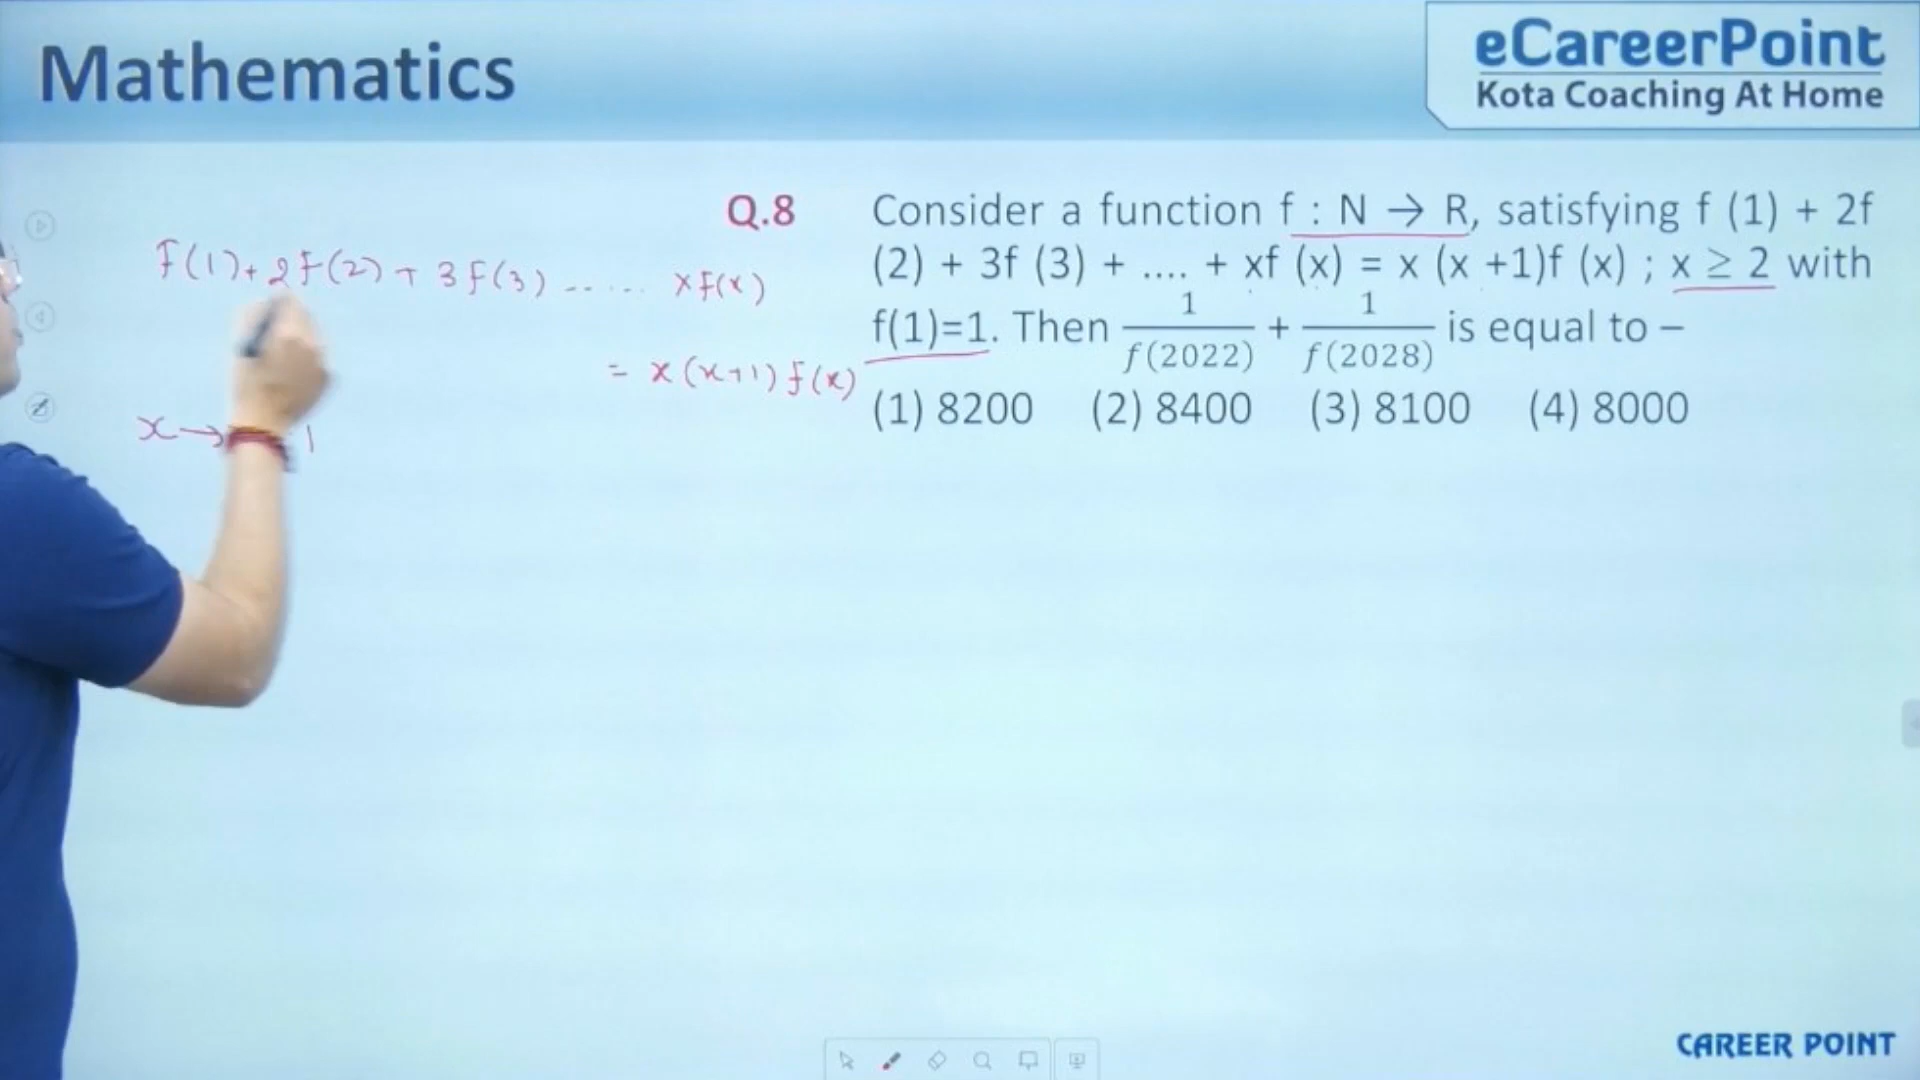 Mathematics
eCareerPoint
Kota Coaching At Home
Q.8 Consider a function f : N → R, satisfying f (1) + 2f
(2) + 3f (3) + .... + xf (x) = x (x +1)f (x) ; x ≥ 2 with
f(1)=1. Then 1/f(2022) + 1/f(2028) is equal to –
(1) 8200 (2) 8400 (3) 8100 (4) 8000
f(1)+2f(2)+3f(3)...... xf(x)
= x(x+1)f(x)
x→ 1
CAREER POINT